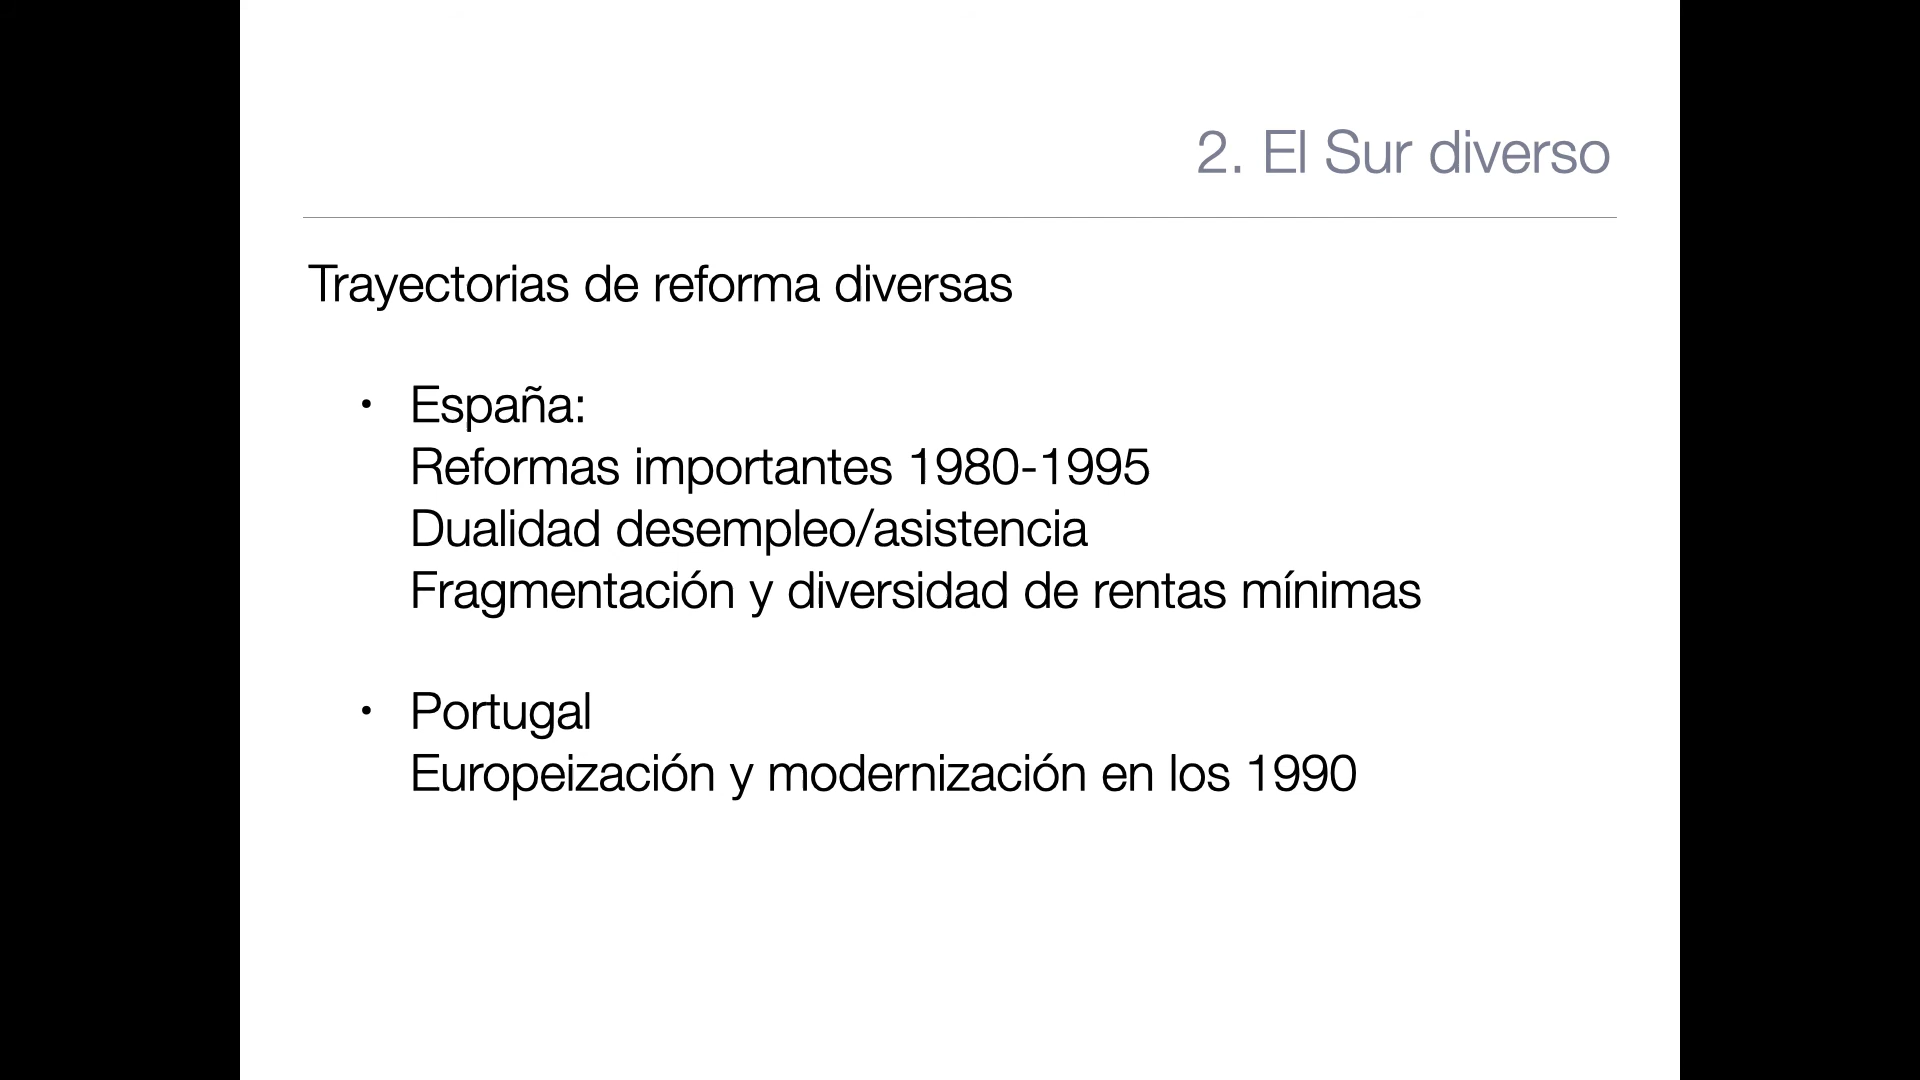 2. El Sur diverso
Trayectorias de reforma diversas
• España:
Reformas importantes 1980-1995
Dualidad desempleo/asistencia
Fragmentación y diversidad de rentas mínimas
• Portugal
Europeización y modernización en los 1990